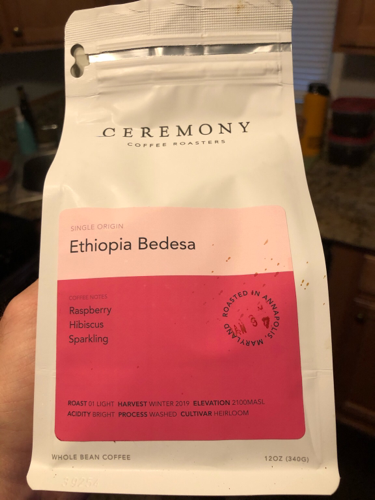 CEREMONY
COFFEE ROASTERS
SINGLE ORIGIN
Ethiopia Bedesa
COFFEE NOTES
Raspberry
Hibiscus
Sparkling
ROASTED IN ANNAPOLIS, MARYLAND
ROAST 01 LIGHT HARVEST WINTER 2019 ELEVATION 2100MASL
ACIDITY BRIGHT PROCESS WASHED CULTIVAR HEIRLOOM
WHOLE BEAN COFFEE
12OZ (340G)